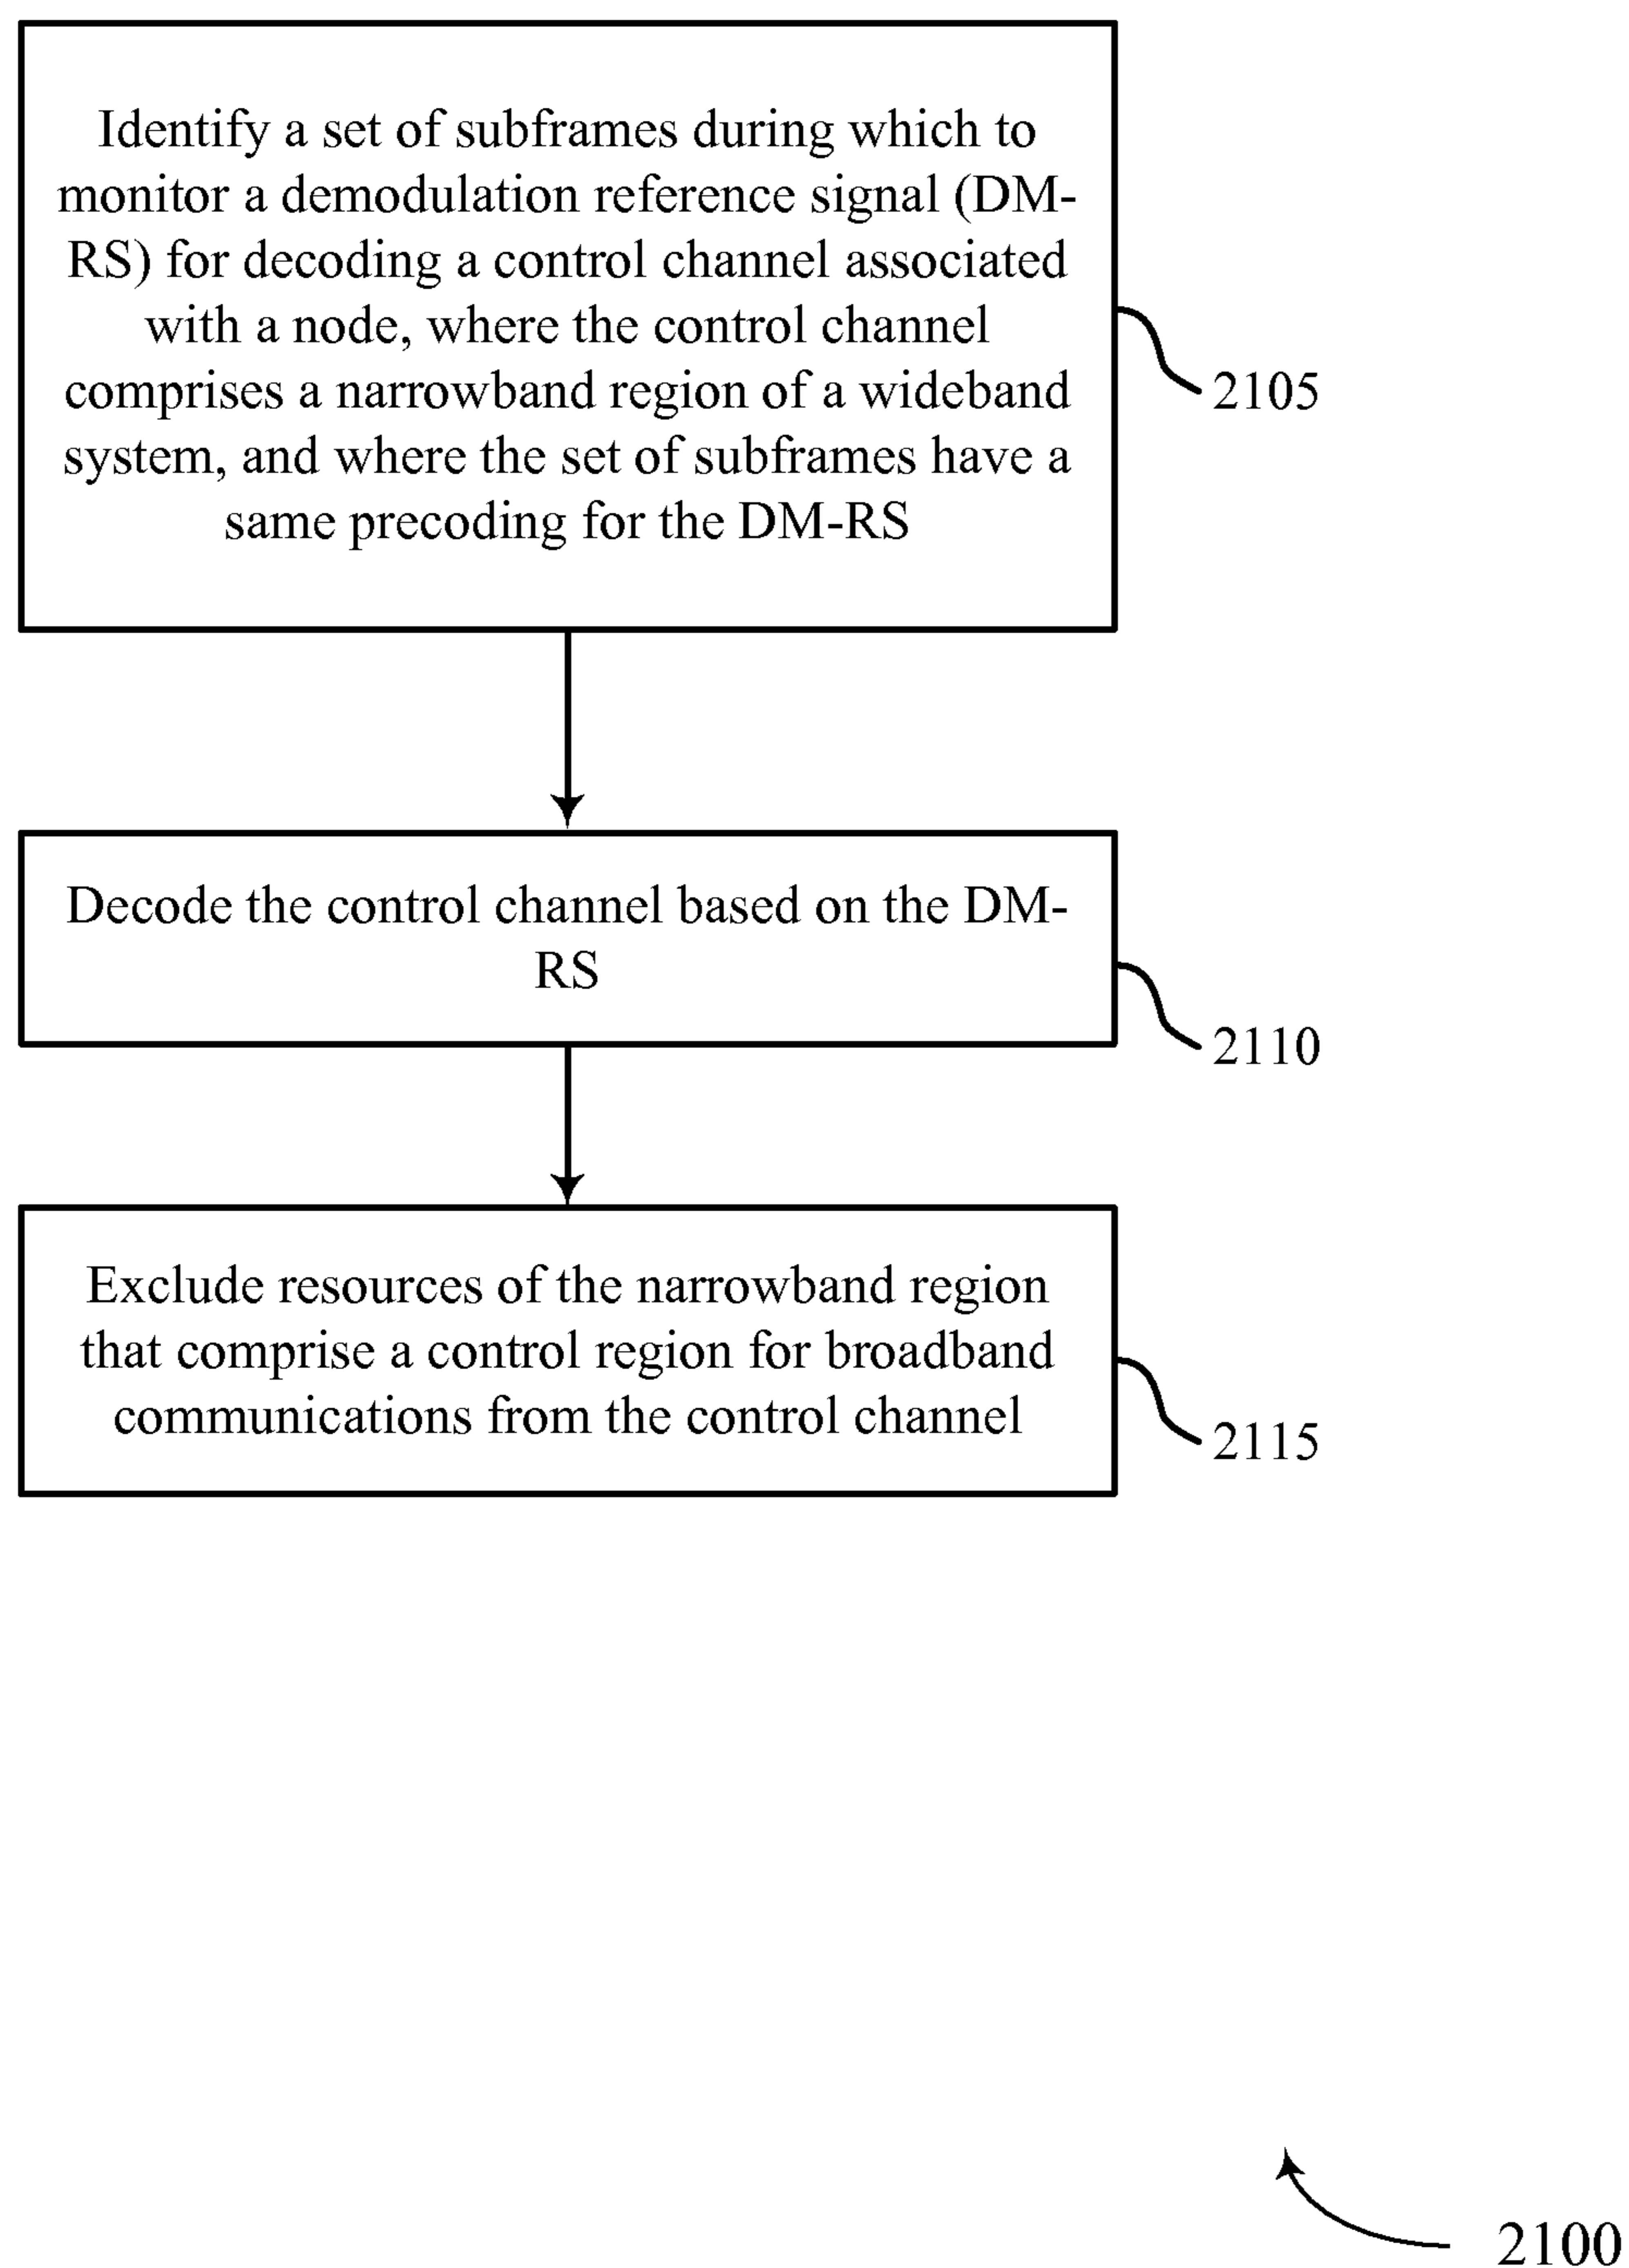 Identify a set of subframes during which to
monitor a demodulation reference signal (DM-
RS) for decoding a control channel associated
with a node, where the control channel
comprises a narrowband region of a wideband
system, and where the set of subframes have a
same precoding for the DM-RS
2105
Decode the control channel based on the DM-
RS
2110
Exclude resources of the narrowband region
that comprise a control region for broadband
communications from the control channel
2115
2100